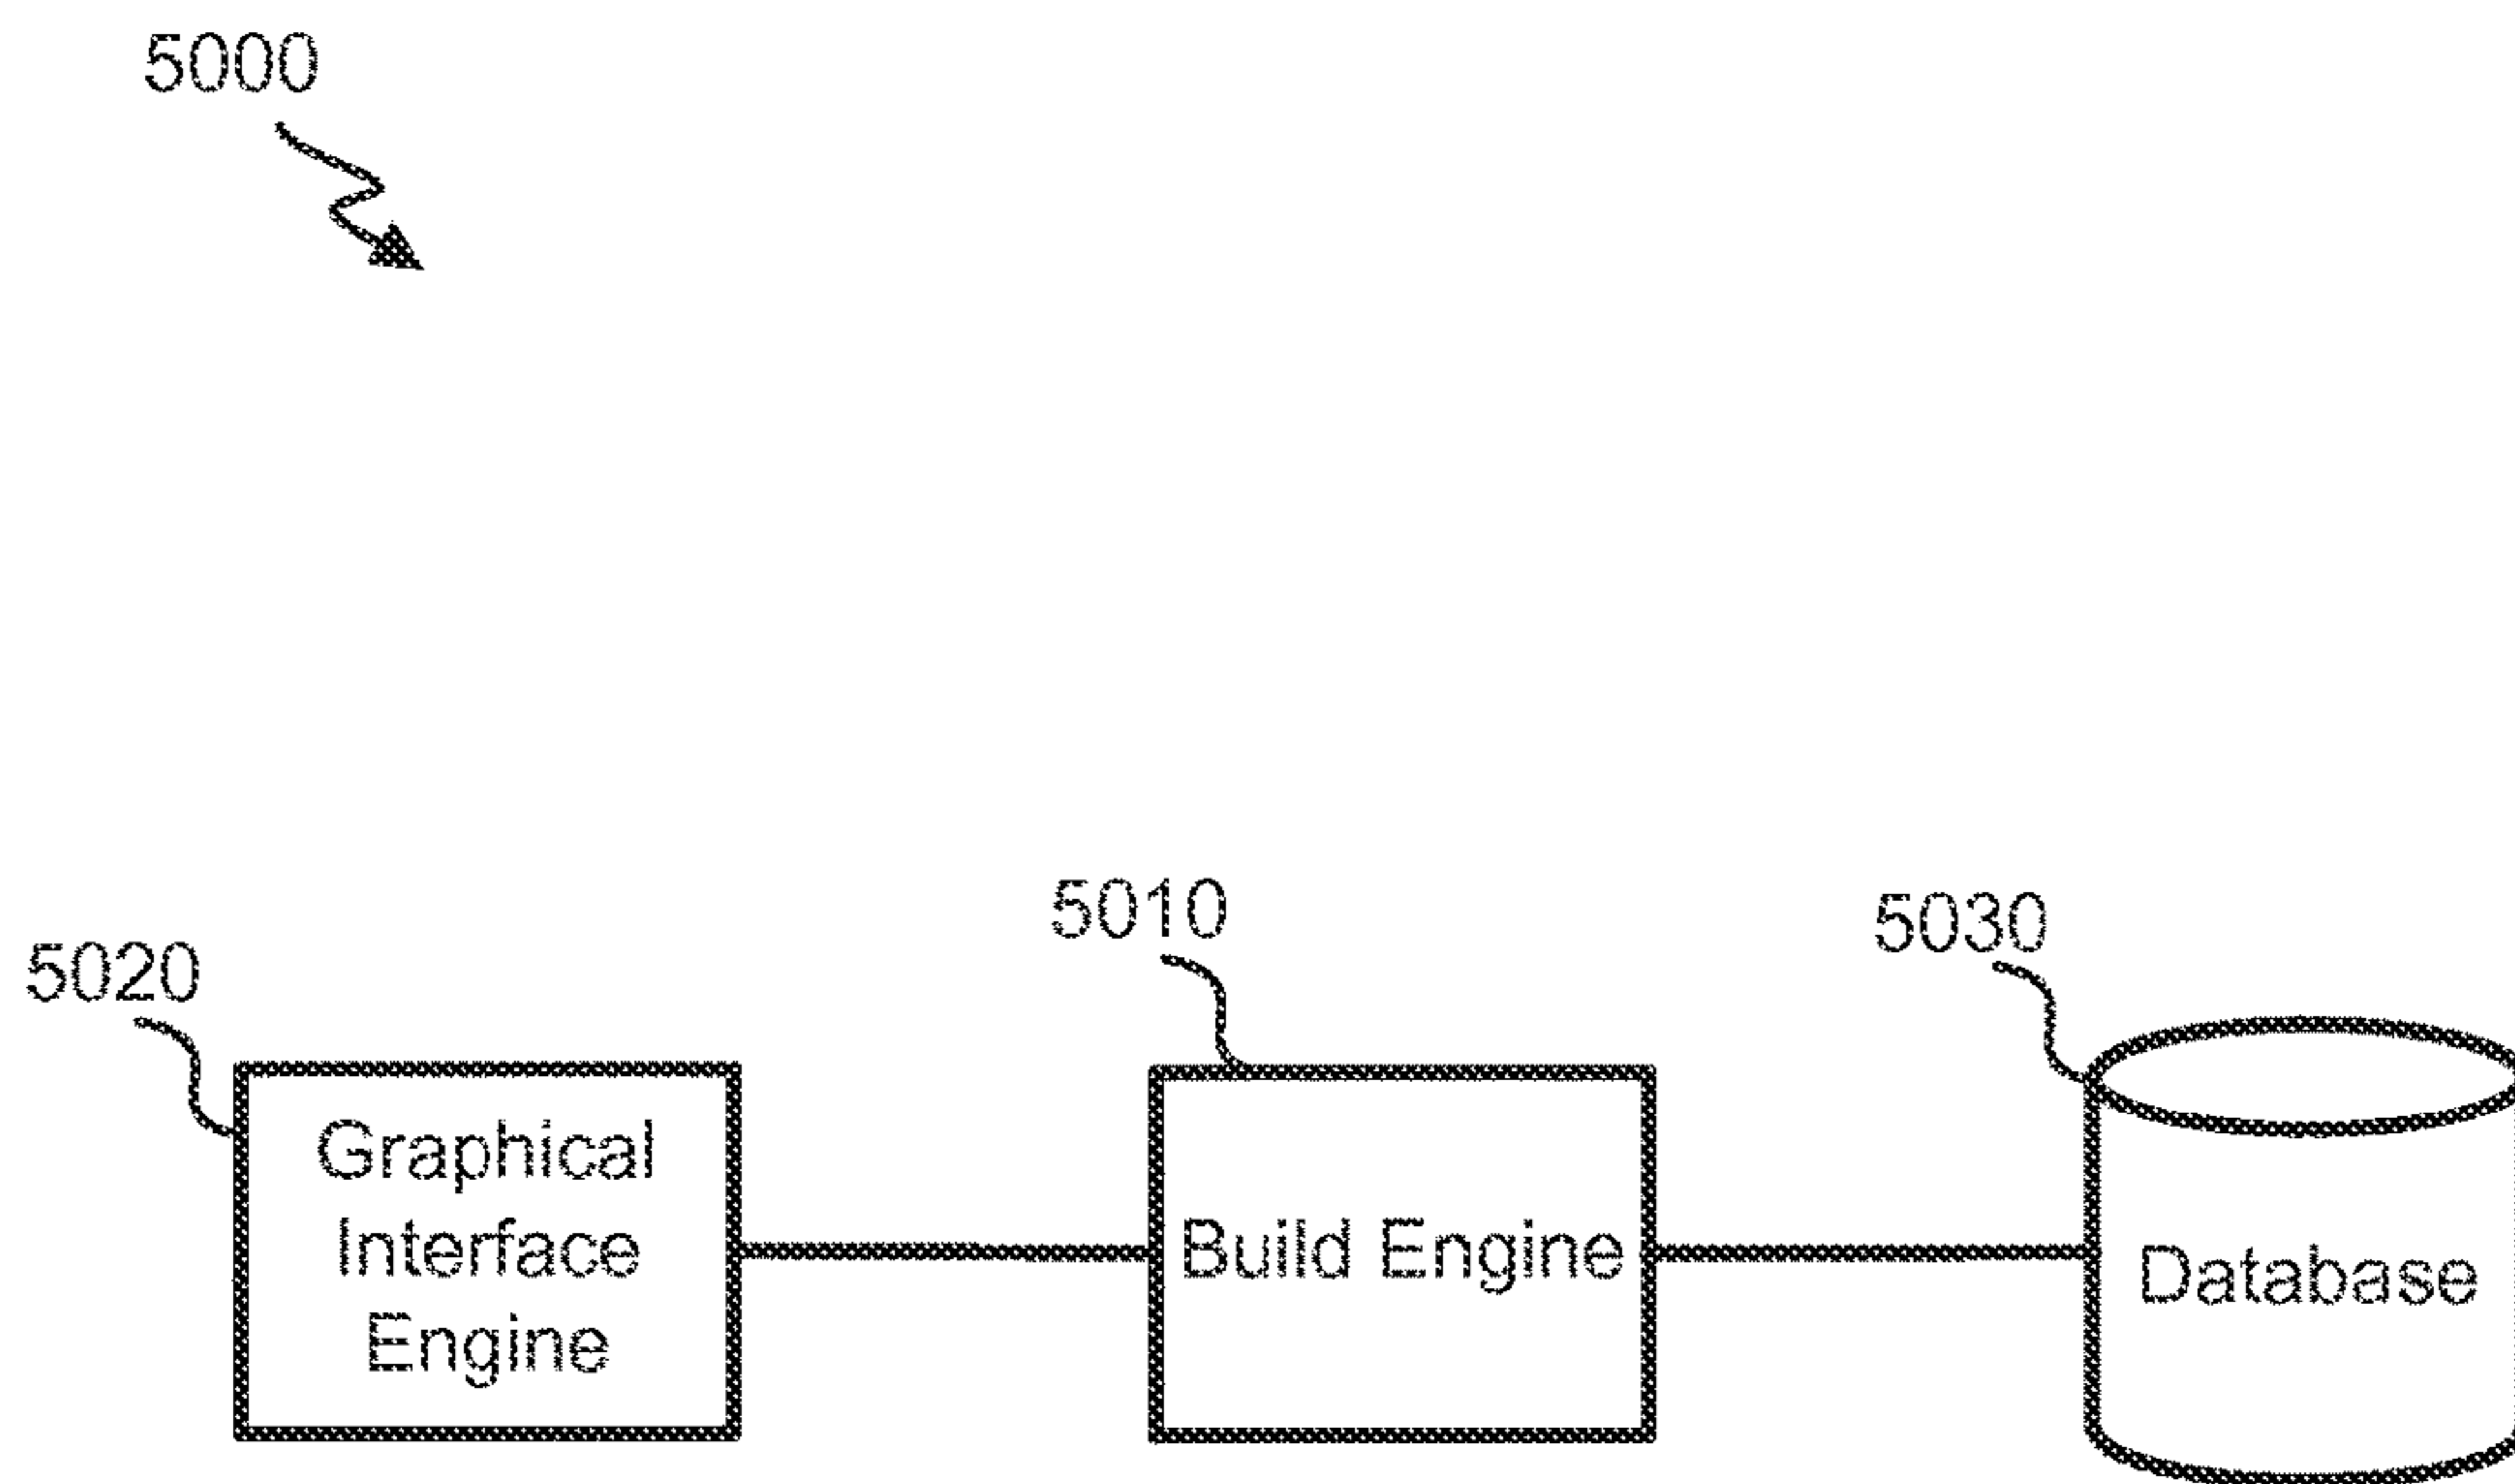 5000
5010
5030
5020
Graphical
Interface
Engine
Build Engine
Database